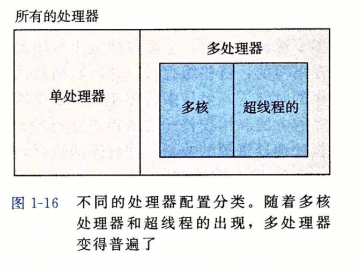 所有的处理器
多处理器
单处理器
多核
超线程的
图 1-16 不同的处理器配置分类。随着多核
处理器和超线程的出现，多处理器
变得普遍了